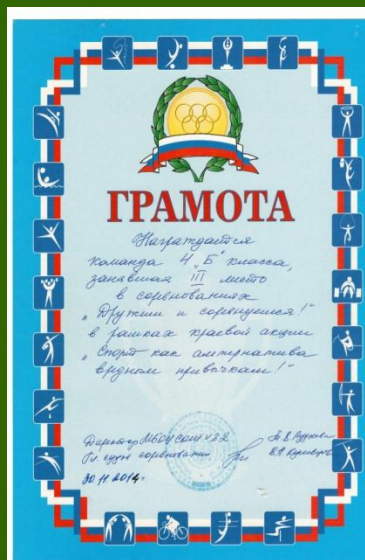 ГРАМОТА
Награждается
команда 4 „Б" класса,
занявшая III место
в соревнованиях
„Дружим и соревнуемся!"
в рамках краевой акции
„Спорт как альтернатива
вредным привычкам!"
Директор МБОУ СОШ
Гл. судья соревнований
30.11.2014г